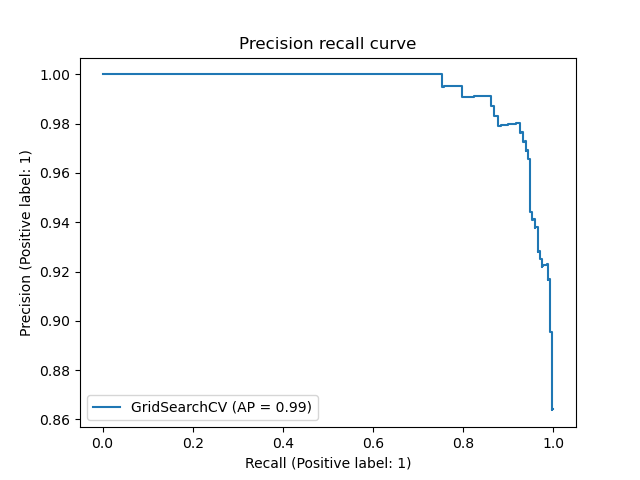 Precision recall curve
1.00
0.98
0.96
0.94
0.92
0.90
0.88
0.86
Precision (Positive label: 1)
GridSearchCV (AP = 0.99)
0.0 0.2 0.4 0.6 0.8 1.0
Recall (Positive label: 1)